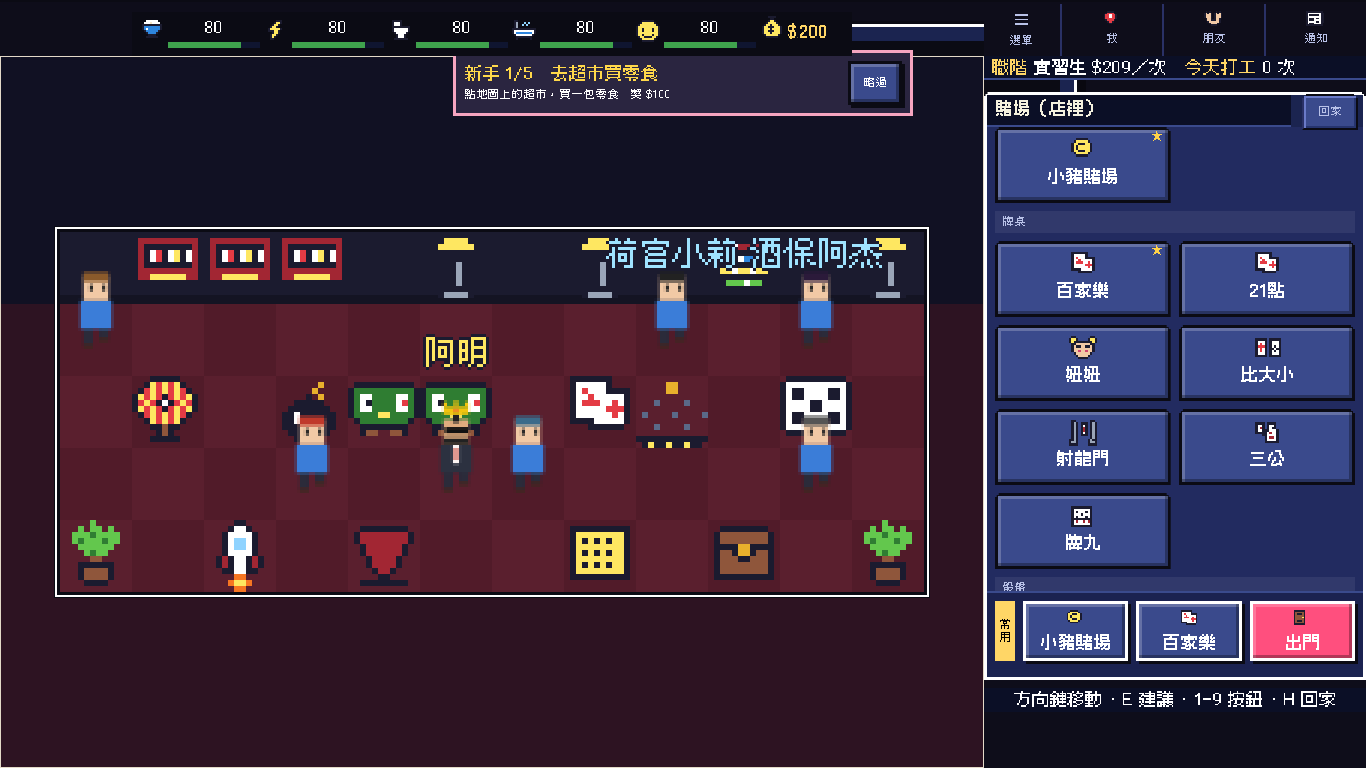 80
80
80
80
80
$200
選單
我
朋友
通知
職階 實習生 $209／次 今天打工 0 次
新手 1/5 去超市買零食
點地圖上的超市，買一包零食 獎 $100
略過
賭場（店裡）
回家
小豬賭場
牌桌
百家樂
21點
妞妞
比大小
射龍門
三公
牌九
骰盤
荷官小莉
酒保阿杰
阿明
常用
小豬賭場
百家樂
出門
方向鍵移動 · E 建議 · 1-9 按鈕 · H 回家